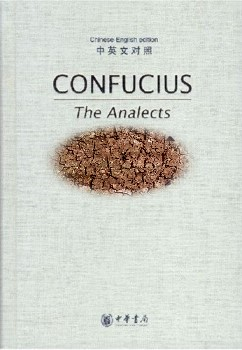 Chinese-English edition
中英文对照
CONFUCIUS
The Analects
中華書局